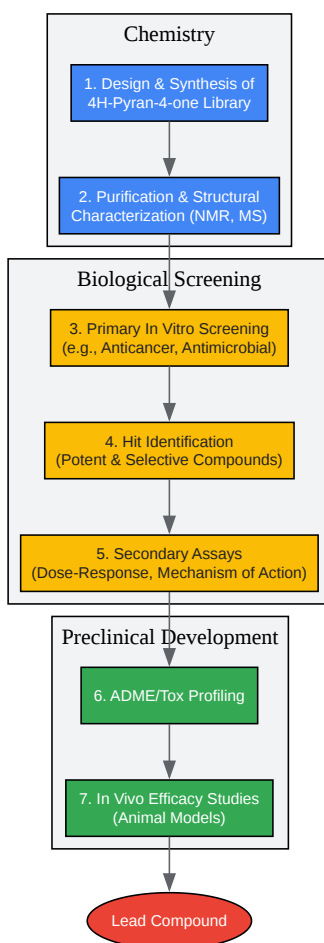 Chemistry
1. Design & Synthesis of
4H-Pyran-4-one Library
2. Purification & Structural
Characterization (NMR, MS)
Biological Screening
3. Primary In Vitro Screening
(e.g., Anticancer, Antimicrobial)
4. Hit Identification
(Potent & Selective Compounds)
5. Secondary Assays
(Dose-Response, Mechanism of Action)
Preclinical Development
6. ADME/Tox Profiling
7. In Vivo Efficacy Studies
(Animal Models)
Lead Compound